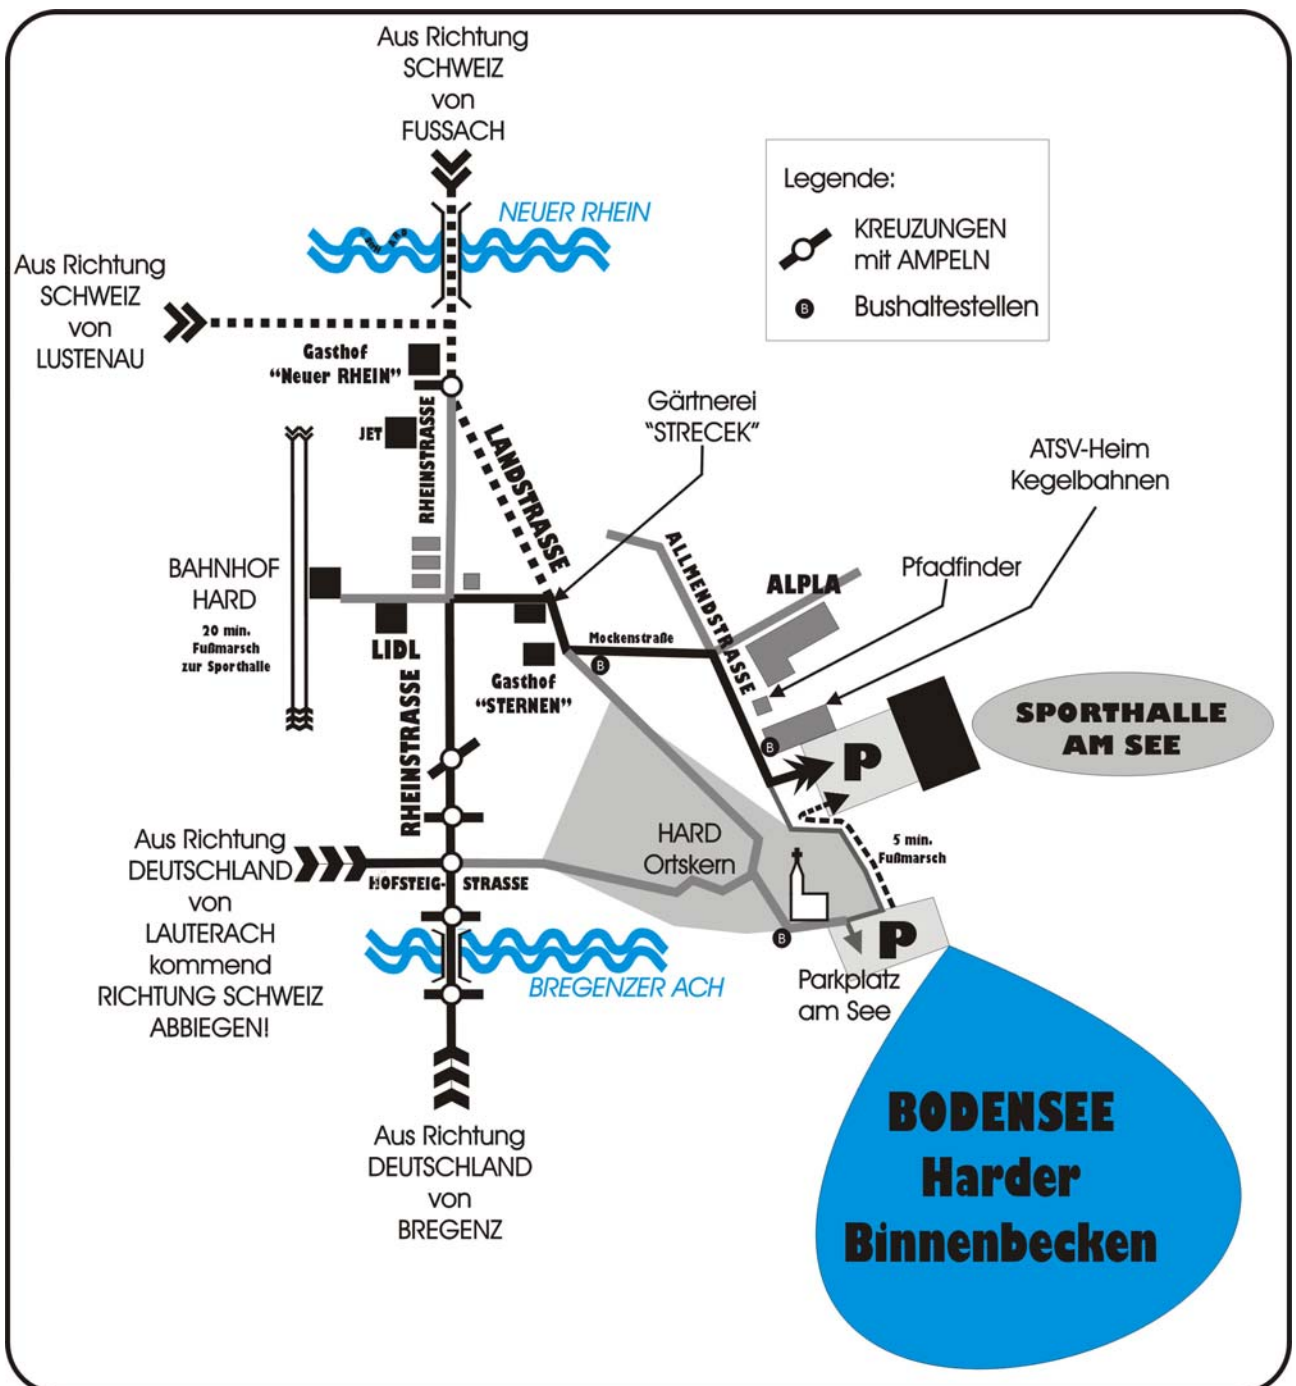 Aus Richtung
SCHWEIZ
von
FUSSACH
NEUER RHEIN
Legende:
KREUZUNGEN
mit AMPELN
B
Bushaltestellen
Aus Richtung
SCHWEIZ
von
LUSTENAU
Gasthof
“Neuer RHEIN”
JET
RHEINSTRASSE
LANDSTRASSE
Gärtnerei
“STRECEK”
ATSV-Heim
Kegelbahnen
ALLMENDSTRASSE
ALPLA
Pfadfinder
BAHNHOF
HARD
20 min.
Fußmarsch
zur Sporthalle
LIDL
Mockenstraße
B
Gasthof
“STERNEN”
RHEINSTRASSE
B
P
SPORTHALLE
AM SEE
HARD
Ortskern
5 min.
Fußmarsch
Aus Richtung
DEUTSCHLAND
von
LAUTERACH
kommend
RICHTUNG SCHWEIZ
ABBIEGEN!
HOFSTEIG-STRASSE
B
P
Parkplatz
am See
BREGENZER ACH
Aus Richtung
DEUTSCHLAND
von
BREGENZ
BODENSEE
Harder
Binnenbecken